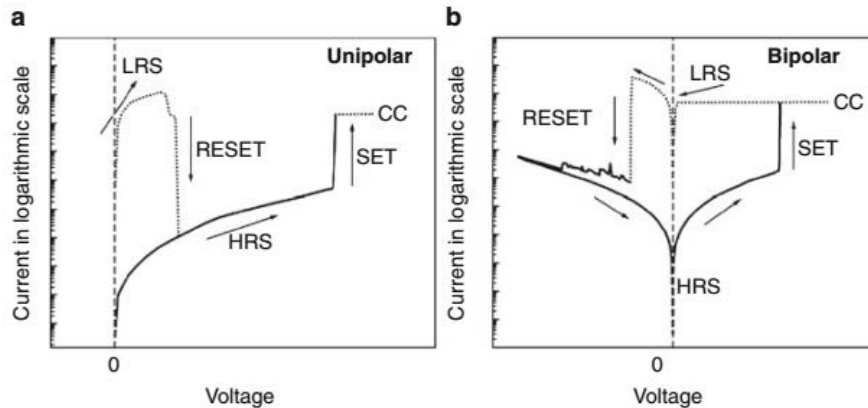 a
Unipolar
LRS
CC
RESET
SET
HRS
Current in logarithmic scale
0
Voltage
b
Bipolar
LRS
CC
RESET
SET
HRS
Current in logarithmic scale
0
Voltage